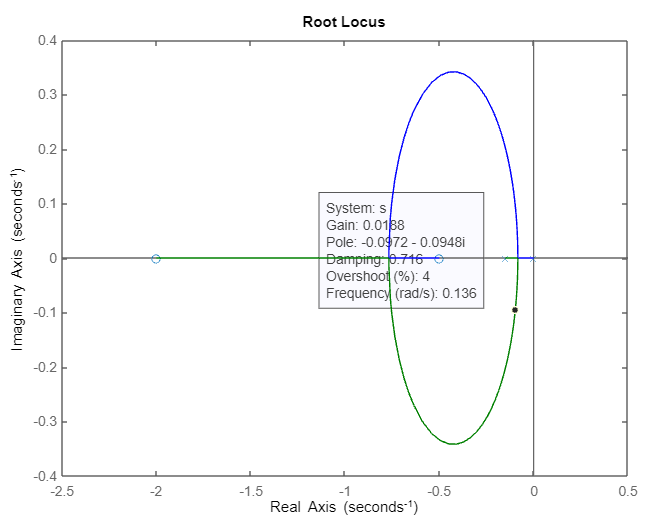 Root Locus
0.4
0.3
0.2
0.1
0
-0.1
-0.2
-0.3
-0.4
Imaginary Axis (seconds⁻¹)
System: s
Gain: 0.0188
Pole: -0.0972 - 0.0948i
Damping: 0.716
Overshoot (%): 4
Frequency (rad/s): 0.136
-2.5 -2 -1.5 -1 -0.5 0 0.5
Real Axis (seconds⁻¹)